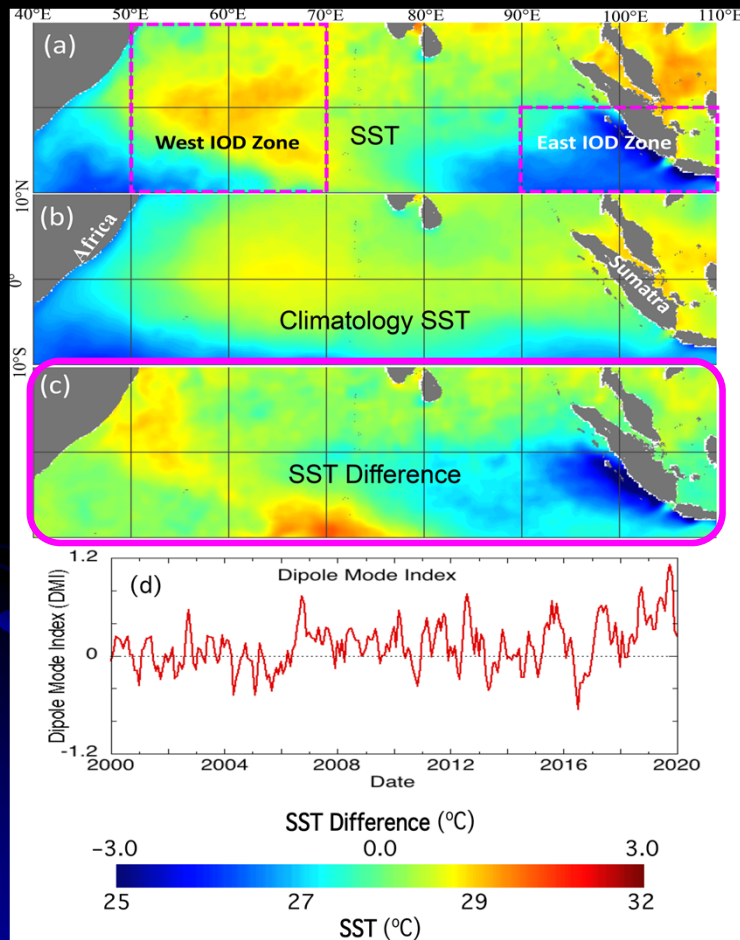 40°E 50°E 60°E 70°E 80°E 90°E 100°E 110°E
(a)
West IOD Zone
SST
East IOD Zone
10°N
(b)
Africa
0°
Climatology SST
Sumatra
10°S
(c)
SST Difference
1.2
(d)
Dipole Mode Index
Dipole Mode Index (DMI)
0
-1.2
2000 2004 2008 2012 2016 2020
Date
SST Difference (°C)
-3.0 0.0 3.0
25 27 29 32
SST (°C)